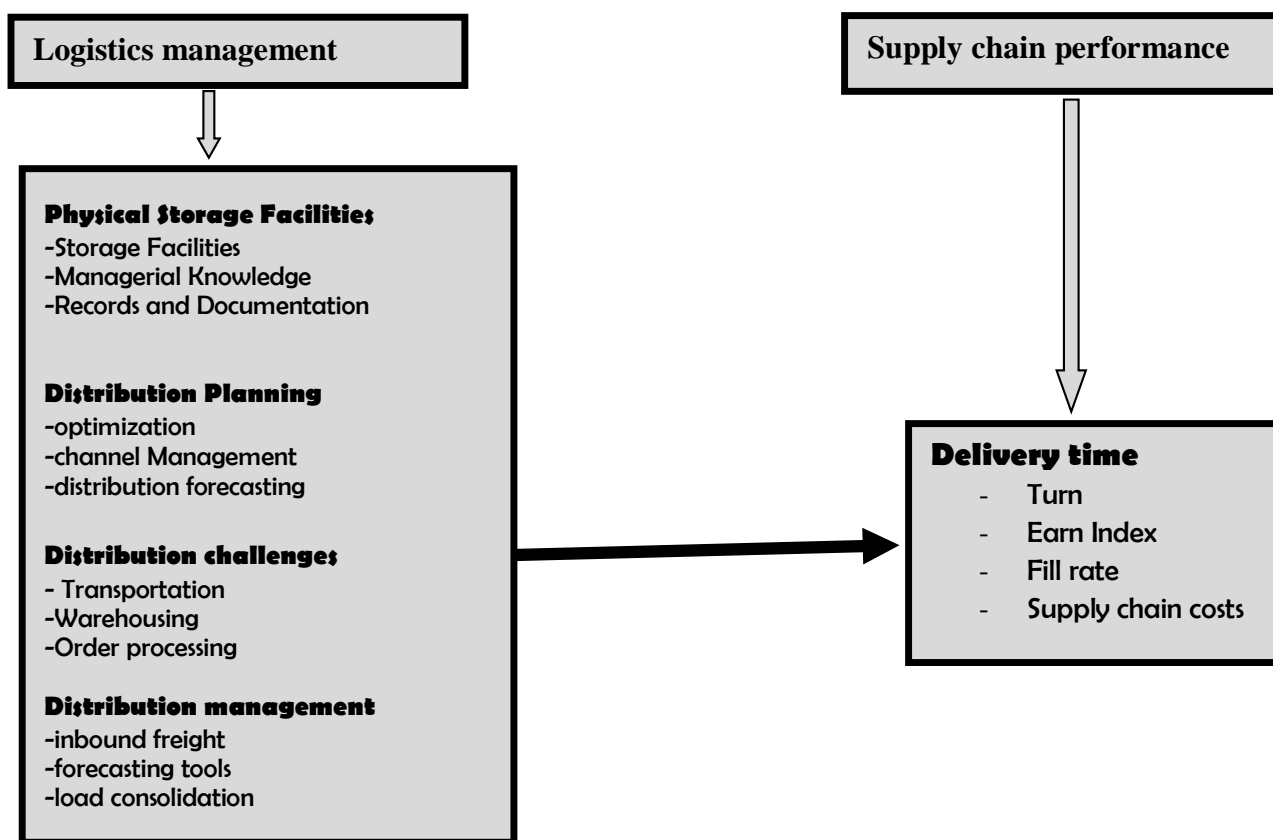 Logistics management
Supply chain performance
Physical Storage Facilities
-Storage Facilities
-Managerial Knowledge
-Records and Documentation
Distribution Planning
-optimization
-channel Management
-distribution forecasting
Distribution challenges
- Transportation
-Warehousing
-Order processing
Distribution management
-inbound freight
-forecasting tools
-load consolidation
Delivery time
- Turn
- Earn Index
- Fill rate
- Supply chain costs